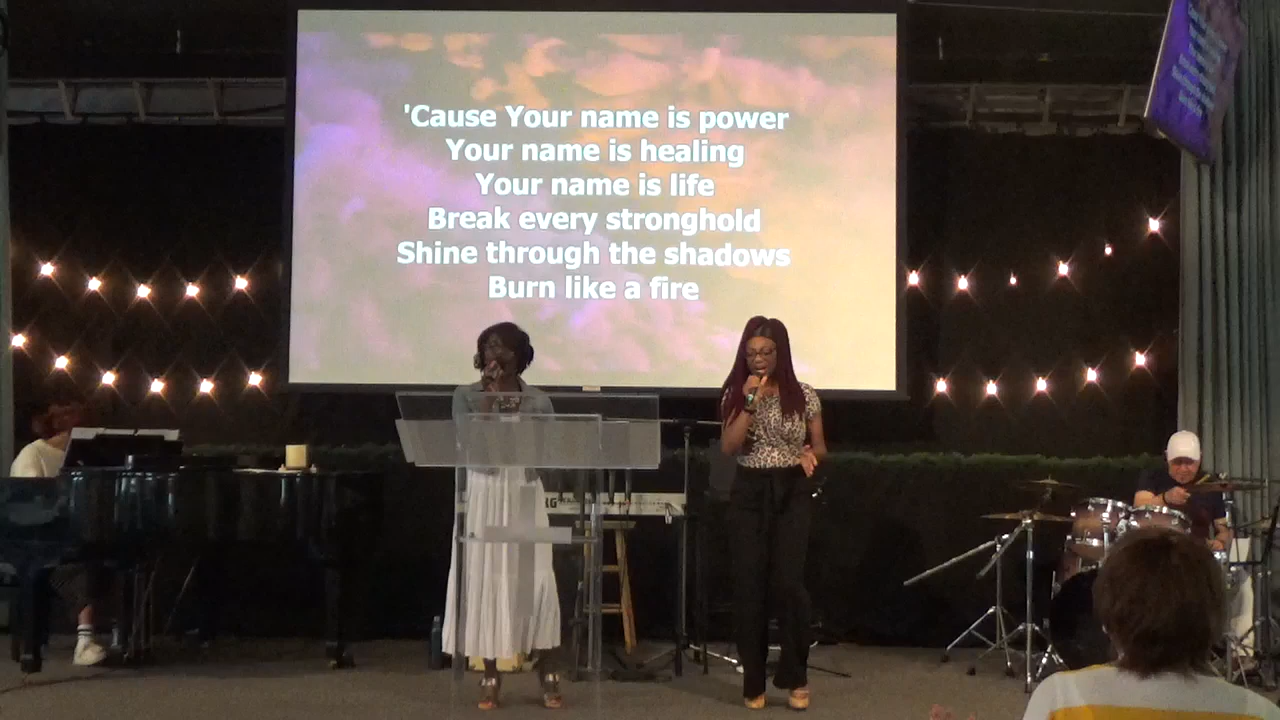 'Cause Your name is power
Your name is healing
Your name is life
Break every stronghold
Shine through the shadows
Burn like a fire